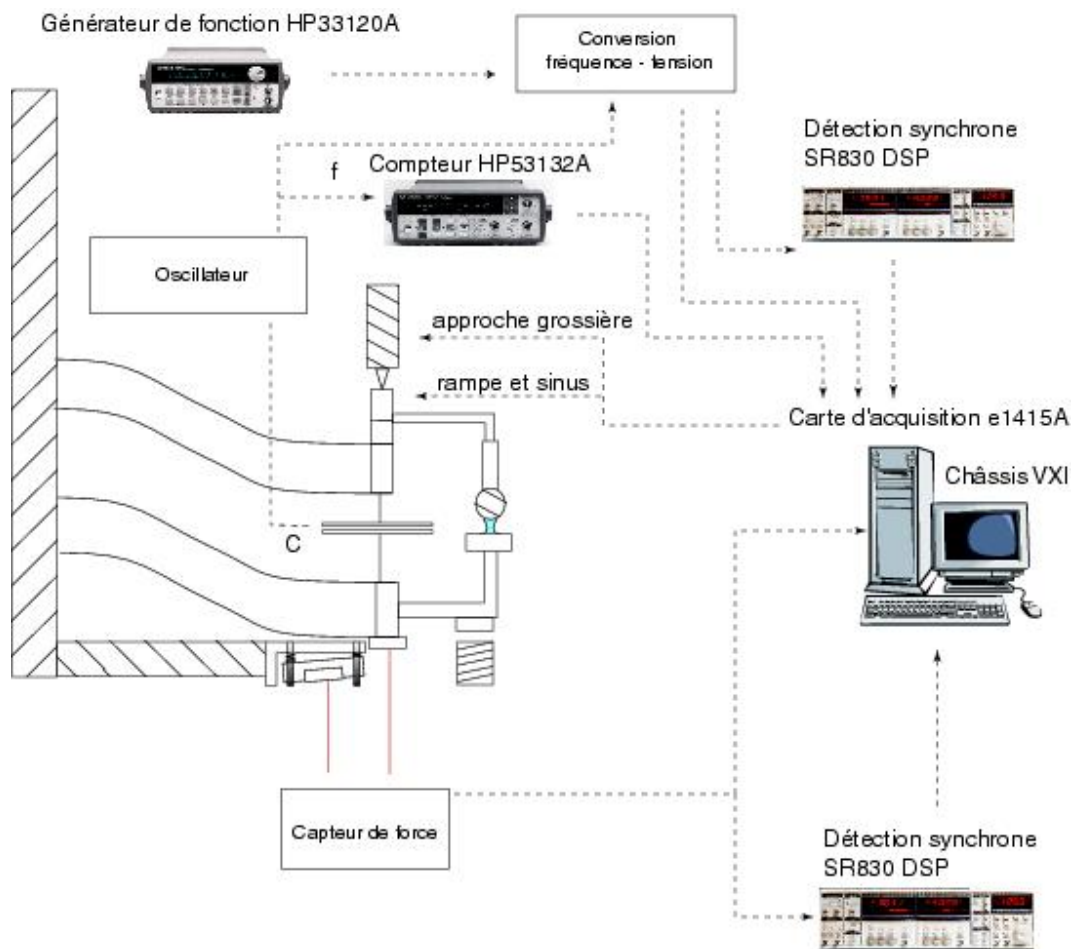 Générateur de fonction HP33120A
Conversion
fréquence - tension
Détection synchrone
SR830 DSP
f
Compteur HP53132A
Oscillateur
approche grossière
rampe et sinus
Carte d'acquisition e1415A
Châssis VXI
C
Capteur de force
Détection synchrone
SR830 DSP